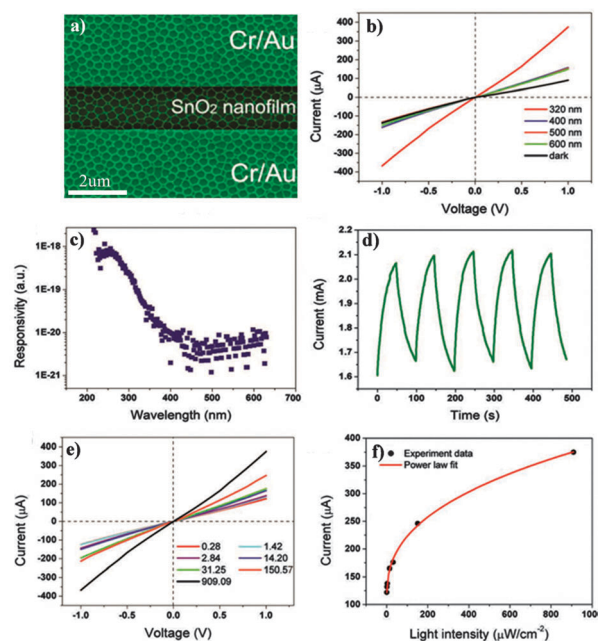 a)
Cr/Au
SnO₂ nanofilm
Cr/Au
2um
b)
400
300
200
100
0
-100
-200
-300
-400
Current (µA)
320 nm
400 nm
500 nm
600 nm
dark
-1.0 -0.5 0.0 0.5 1.0
Voltage (V)
c)
1E-18
1E-19
1E-20
1E-21
Responsivity (a.u.)
100 200 300 400 500 600 700
Wavelength (nm)
d)
2.4
2.2
2.1
2.0
1.9
1.8
1.7
1.6
Current (mA)
0 100 200 300 400 500
Time (s)
e)
400
300
200
100
0
-100
-200
-300
-400
Current (µA)
0.28 1.42
2.84 14.20
31.25 150.57
909.09
-1.0 -0.5 0.0 0.5 1.0
Voltage (V)
f)
Experiment data
Power law fit
400
350
300
250
200
150
100
Current (µA)
0 200 400 600 800 1000
Light intensity (µW/cm⁻²)